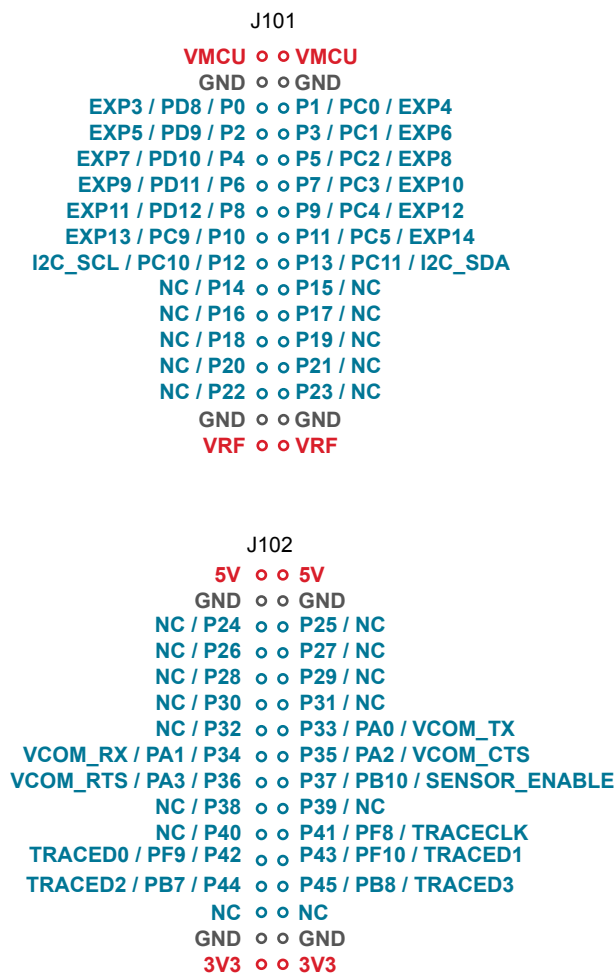 J101
VMCU VMCU
GND GND
EXP3 / PD8 / P0 P1 / PC0 / EXP4
EXP5 / PD9 / P2 P3 / PC1 / EXP6
EXP7 / PD10 / P4 P5 / PC2 / EXP8
EXP9 / PD11 / P6 P7 / PC3 / EXP10
EXP11 / PD12 / P8 P9 / PC4 / EXP12
EXP13 / PC9 / P10 P11 / PC5 / EXP14
I2C_SCL / PC10 / P12 P13 / PC11 / I2C_SDA
NC / P14 P15 / NC
NC / P16 P17 / NC
NC / P18 P19 / NC
NC / P20 P21 / NC
NC / P22 P23 / NC
GND GND
VRF VRF
J102
5V 5V
GND GND
NC / P24 P25 / NC
NC / P26 P27 / NC
NC / P28 P29 / NC
NC / P30 P31 / NC
NC / P32 P33 / PA0 / VCOM_TX
VCOM_RX / PA1 / P34 P35 / PA2 / VCOM_CTS
VCOM_RTS / PA3 / P36 P37 / PB10 / SENSOR_ENABLE
NC / P38 P39 / NC
NC / P40 P41 / PF8 / TRACECLK
TRACED0 / PF9 / P42 P43 / PF10 / TRACED1
TRACED2 / PB7 / P44 P45 / PB8 / TRACED3
NC NC
GND GND
3V3 3V3